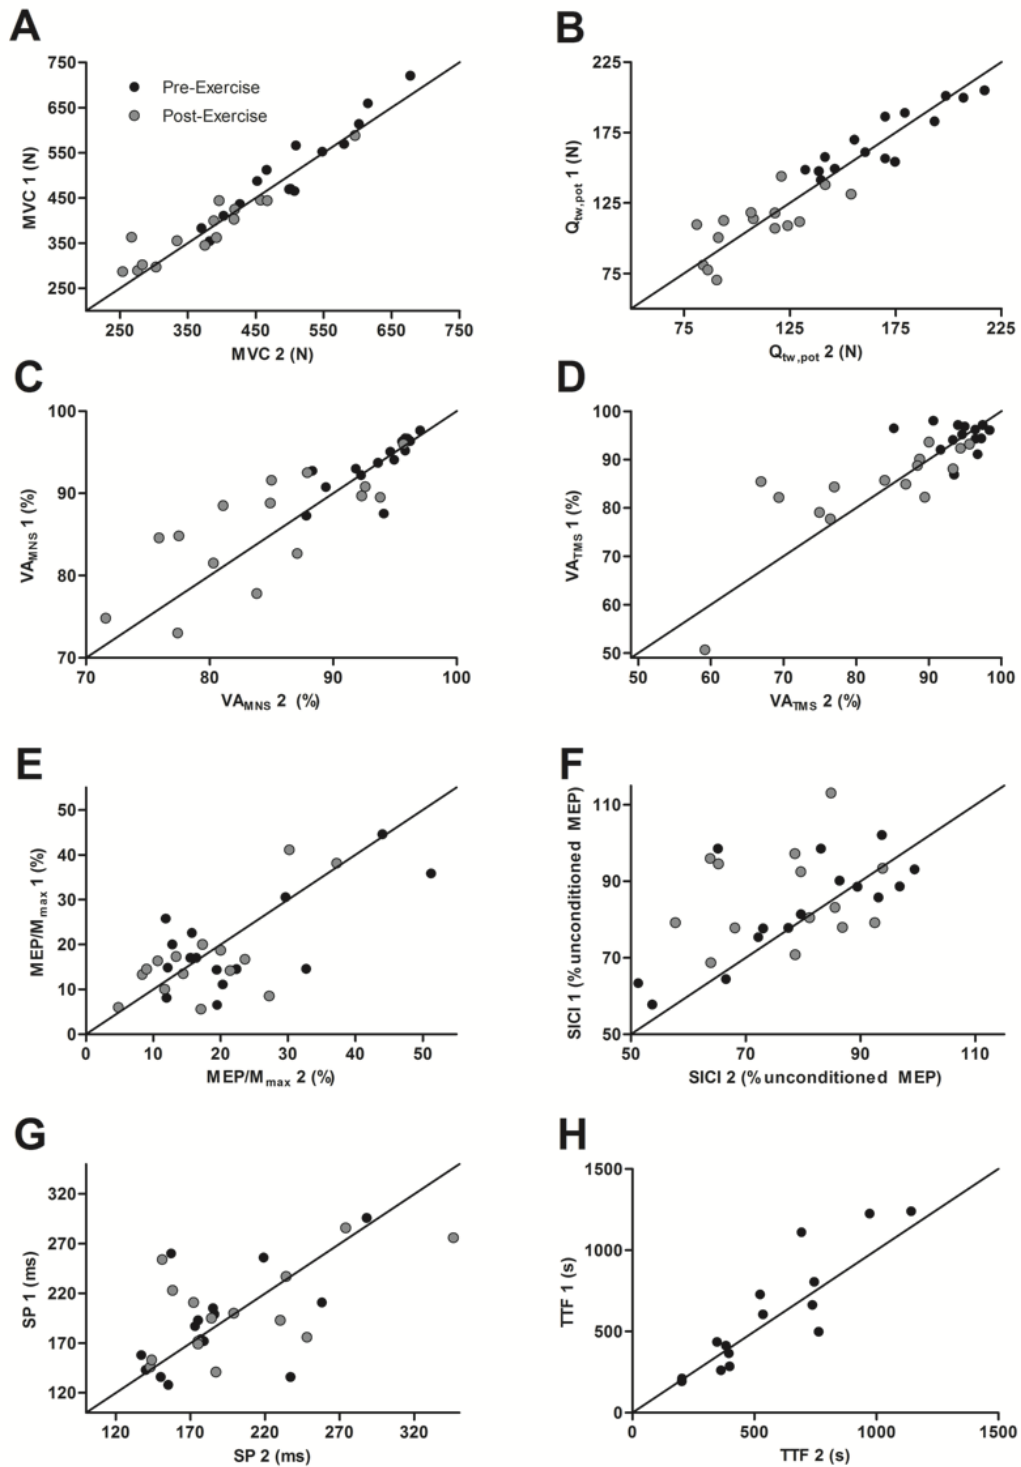 A
750
650
550
450
350
250
MVC 1 (N)
Pre-Exercise
Post-Exercise
250 350 450 550 650 750
MVC 2 (N)
B
225
175
125
75
Qtw,pot 1 (N)
75 125 175 225
Qtw,pot 2 (N)
C
100
90
80
70
VAMNS 1 (%)
70 80 90 100
VAMNS 2 (%)
D
100
90
80
70
60
50
VATMS 1 (%)
50 60 70 80 90 100
VATMS 2 (%)
E
50
40
30
20
10
0
MEP/Mmax 1 (%)
0 10 20 30 40 50
MEP/Mmax 2 (%)
F
110
90
70
50
SICI 1 (% unconditioned MEP)
50 70 90 110
SICI 2 (% unconditioned MEP)
G
320
270
220
170
120
SP 1 (ms)
120 170 220 270 320
SP 2 (ms)
H
1500
1000
500
0
TTF 1 (s)
0 500 1000 1500
TTF 2 (s)